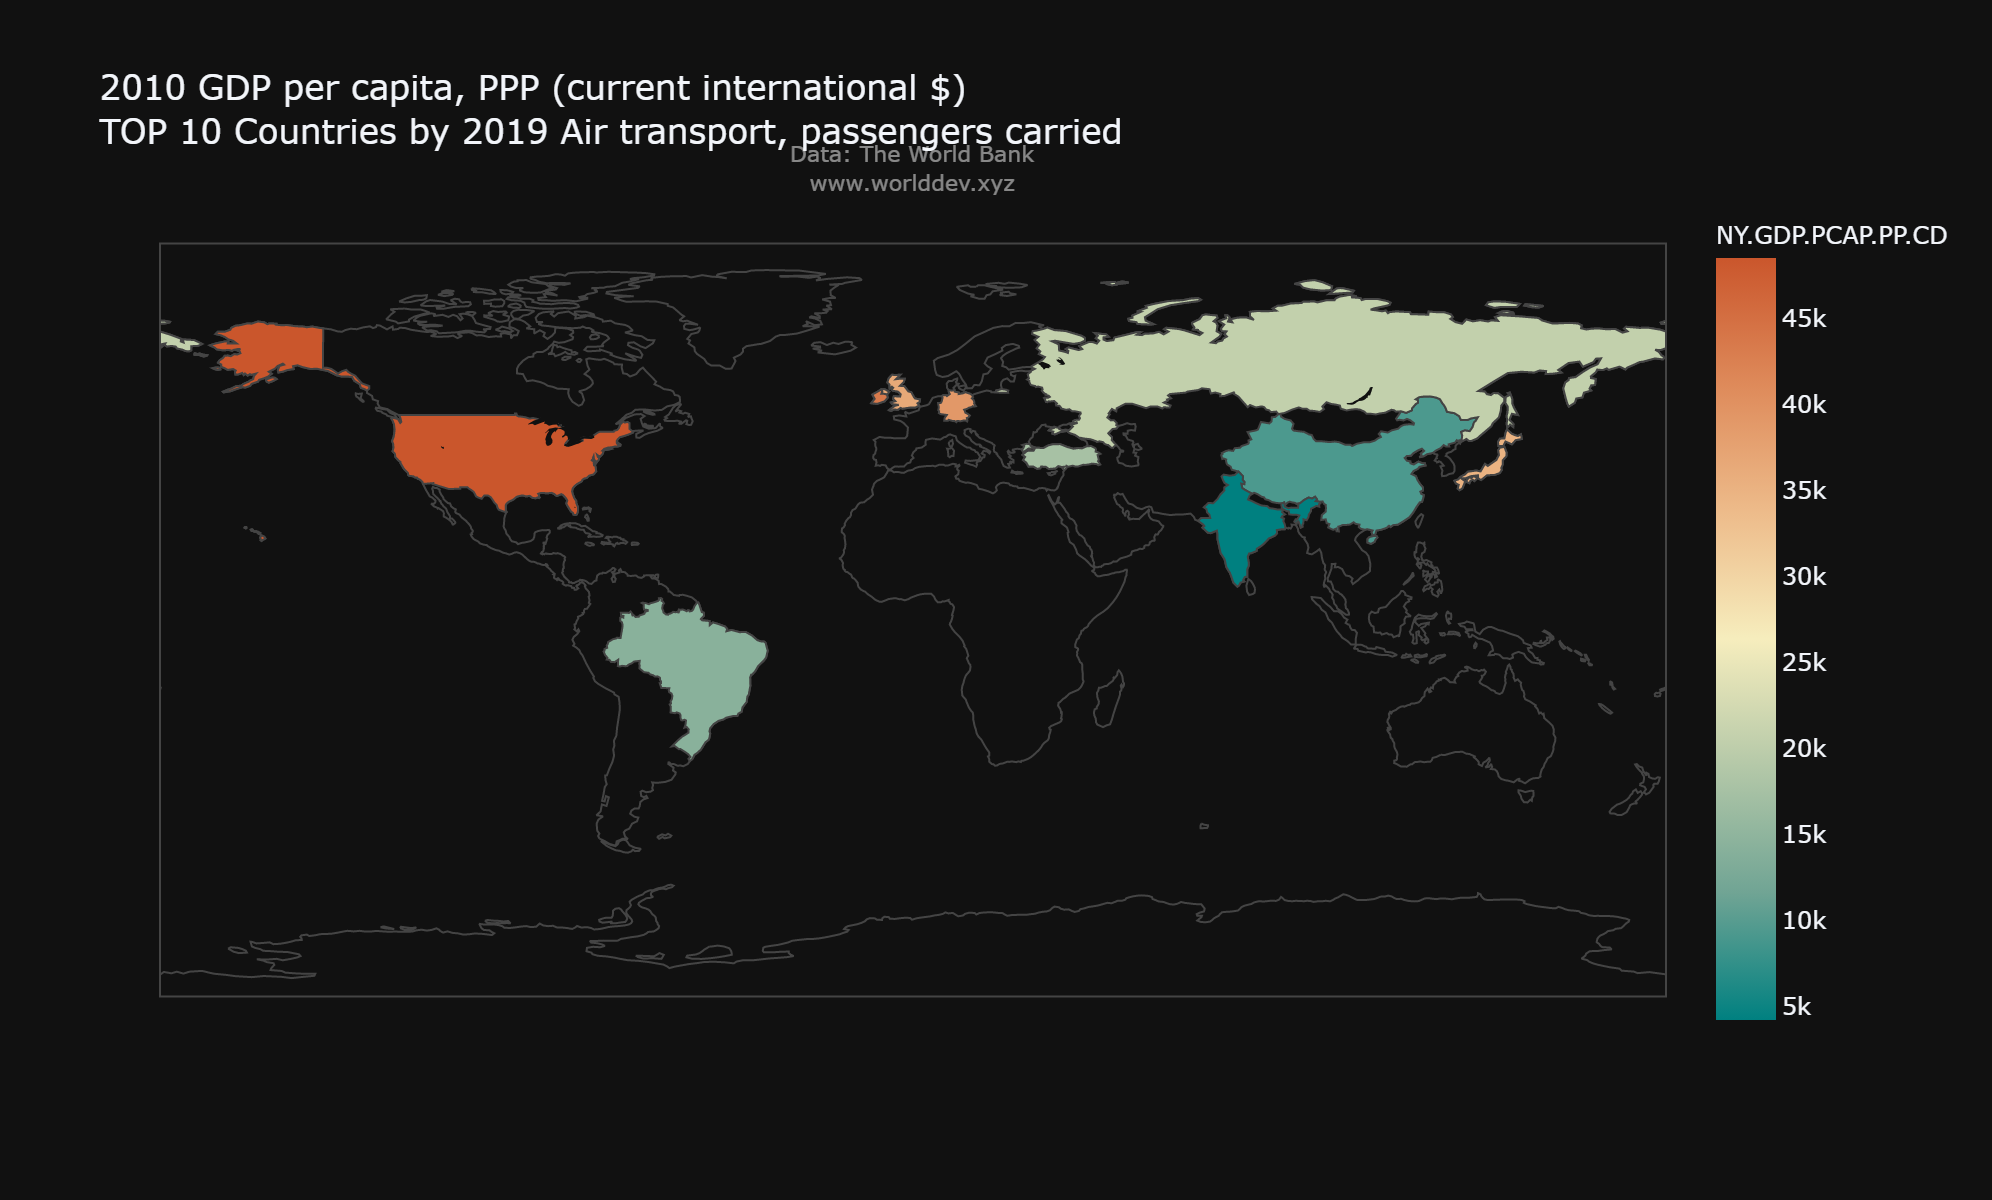 2010 GDP per capita, PPP (current international $)
TOP 10 Countries by 2019 Air transport, passengers carried
Data: The World Bank
www.worlddev.xyz
NY.GDP.PCAP.PP.CD
45k
40k
35k
30k
25k
20k
15k
10k
5k